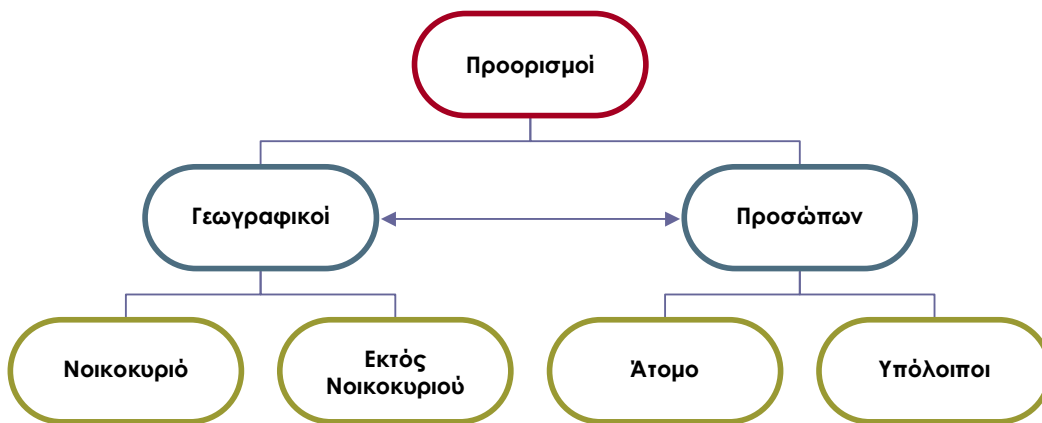 Προορισμοί
Γεωγραφικοί
Προσώπων
Νοικοκυριό
Εκτός
Νοικοκυριού
Άτομο
Υπόλοιποι